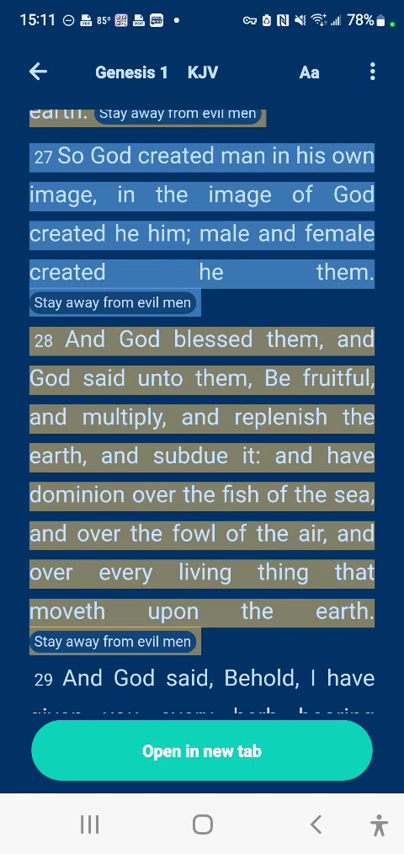 15:11 85° 78%
Genesis 1 KJV Aa
earth. Stay away from evil men
27 So God created man in his own
image, in the image of God
created he him; male and female
created he them.
Stay away from evil men
28 And God blessed them, and
God said unto them, Be fruitful,
and multiply, and replenish the
earth, and subdue it: and have
dominion over the fish of the sea,
and over the fowl of the air, and
over every living thing that
moveth upon the earth.
Stay away from evil men
29 And God said, Behold, I have
given you every herb bearing
Open in new tab